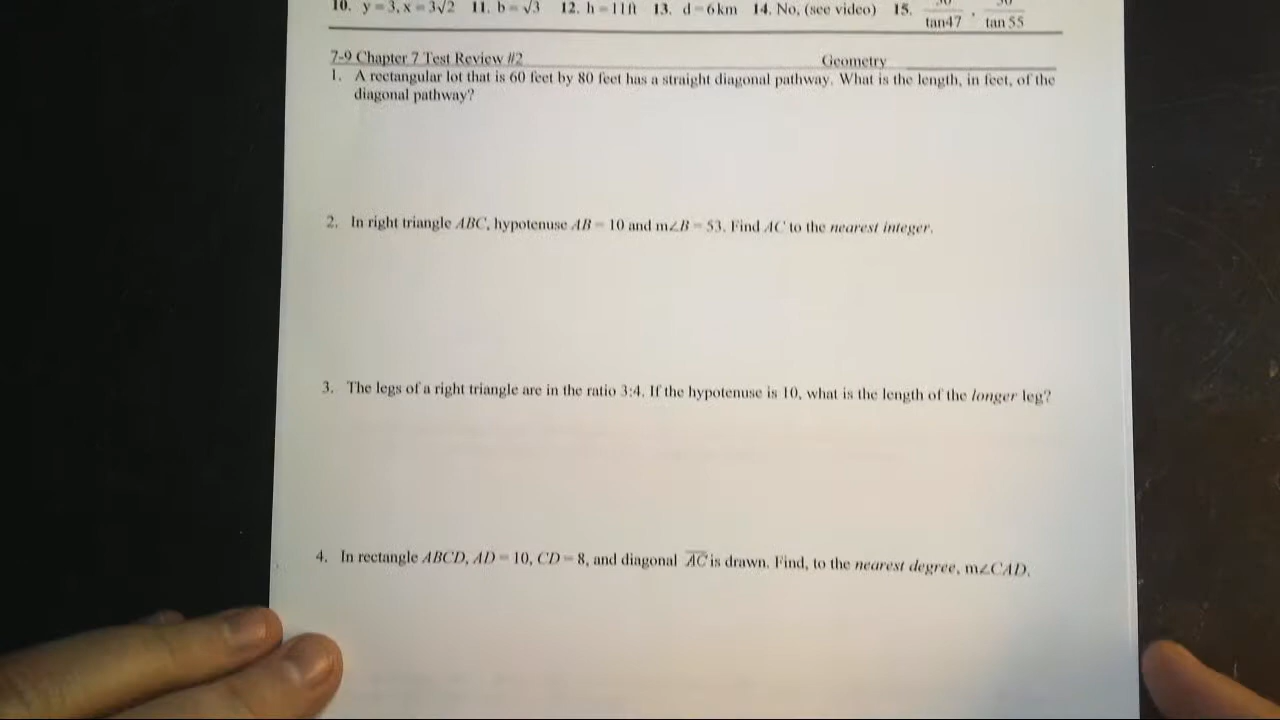 10. y = 3, x = 3√2 11. b = √3 12. h = 11ft 13. d = 6km 14. No, (see video) 15. tan47 , tan 55
7-9 Chapter 7 Test Review #2 Geometry
1. A rectangular lot that is 60 feet by 80 feet has a straight diagonal pathway. What is the length, in feet, of the
diagonal pathway?
2. In right triangle ABC, hypotenuse AB = 10 and m∠B = 53. Find AC to the nearest integer.
3. The legs of a right triangle are in the ratio 3:4. If the hypotenuse is 10, what is the length of the longer leg?
4. In rectangle ABCD, AD = 10, CD = 8, and diagonal A̅C̅ is drawn. Find, to the nearest degree, m∠CAD.